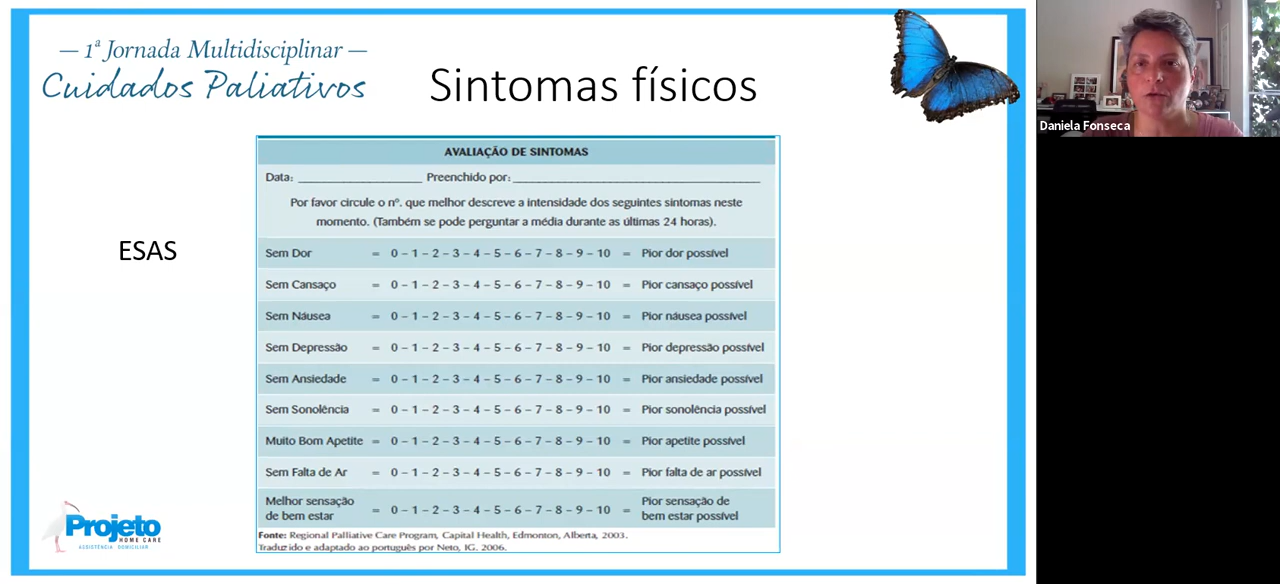 — 1ª Jornada Multidisciplinar —
Cuidados Paliativos
Sintomas físicos
Daniela Fonseca
ESAS
AVALIAÇÃO DE SINTOMAS
Data: ____________________ Preenchido por: ________________________________________
Por favor circule o nº. que melhor descreve a intensidade dos seguintes sintomas neste
momento. (Também se pode perguntar a média durante as últimas 24 horas).
Sem Dor = 0 – 1 – 2 – 3 – 4 – 5 – 6 – 7 – 8 – 9 – 10 = Pior dor possível
Sem Cansaço = 0 – 1 – 2 – 3 – 4 – 5 – 6 – 7 – 8 – 9 – 10 = Pior cansaço possível
Sem Náusea = 0 – 1 – 2 – 3 – 4 – 5 – 6 – 7 – 8 – 9 – 10 = Pior náusea possível
Sem Depressão = 0 – 1 – 2 – 3 – 4 – 5 – 6 – 7 – 8 – 9 – 10 = Pior depressão possível
Sem Ansiedade = 0 – 1 – 2 – 3 – 4 – 5 – 6 – 7 – 8 – 9 – 10 = Pior ansiedade possível
Sem Sonolência = 0 – 1 – 2 – 3 – 4 – 5 – 6 – 7 – 8 – 9 – 10 = Pior sonolência possível
Muito Bom Apetite = 0 – 1 – 2 – 3 – 4 – 5 – 6 – 7 – 8 – 9 – 10 = Pior apetite possível
Sem Falta de Ar = 0 – 1 – 2 – 3 – 4 – 5 – 6 – 7 – 8 – 9 – 10 = Pior falta de ar possível
Melhor sensação de bem estar = 0 – 1 – 2 – 3 – 4 – 5 – 6 – 7 – 8 – 9 – 10 = Pior sensação de bem estar possível
Fonte: Regional Palliative Care Program, Capital Health, Edmonton, Alberta, 2003.
Traduzido e adaptado ao português por Neto, IG. 2006.
Projeto
HOME CARE
ASSISTÊNCIA DOMICILIAR